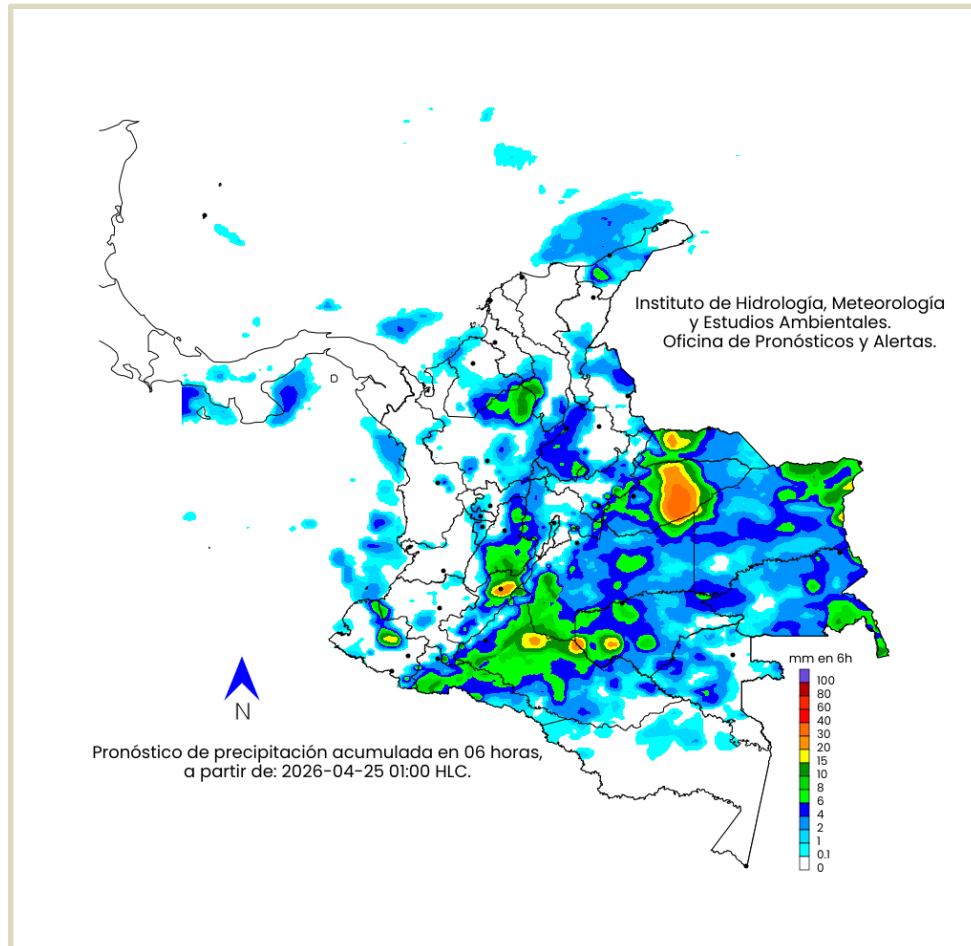 Instituto de Hidrología, Meteorología
y Estudios Ambientales.
Oficina de Pronósticos y Alertas.
mm en 6h
100
80
60
40
30
20
15
10
8
6
4
2
1
0.1
0
N
Pronóstico de precipitación acumulada en 06 horas,
a partir de: 2026-04-25 01:00 HLC.